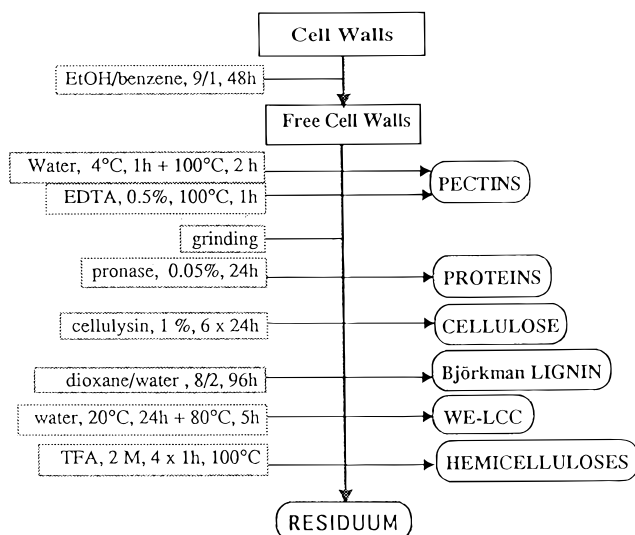 Cell Walls
EtOH/benzene, 9/1, 48h
Free Cell Walls
Water, 4°C, 1h + 100°C, 2 h
PECTINS
EDTA, 0.5%, 100°C, 1h
grinding
pronase, 0.05%, 24h
PROTEINS
cellulysin, 1 %, 6 x 24h
CELLULOSE
dioxane/water , 8/2, 96h
Björkman LIGNIN
water, 20°C, 24h + 80°C, 5h
WE-LCC
TFA, 2 M, 4 x 1h, 100°C
HEMICELLULOSES
RESIDUUM